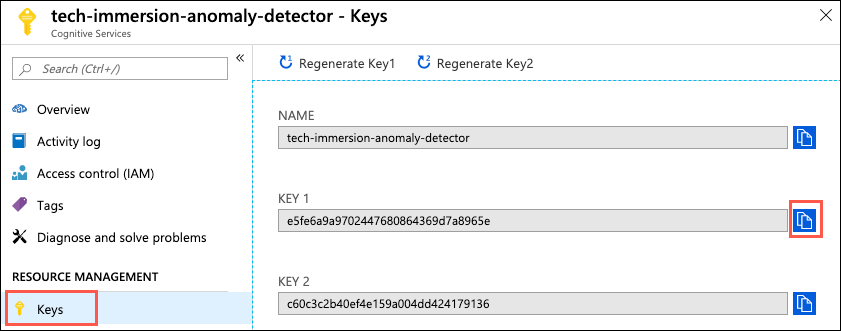 tech-immersion-anomaly-detector - Keys
Cognitive Services
Search (Ctrl+/)
Overview
Activity log
Access control (IAM)
Tags
Diagnose and solve problems
RESOURCE MANAGEMENT
Keys
Regenerate Key1 Regenerate Key2
NAME
tech-immersion-anomaly-detector
KEY 1
e5fe6a9a9702447680864369d7a8965e
KEY 2
c60c3c2b40ef4e159a004dd424179136